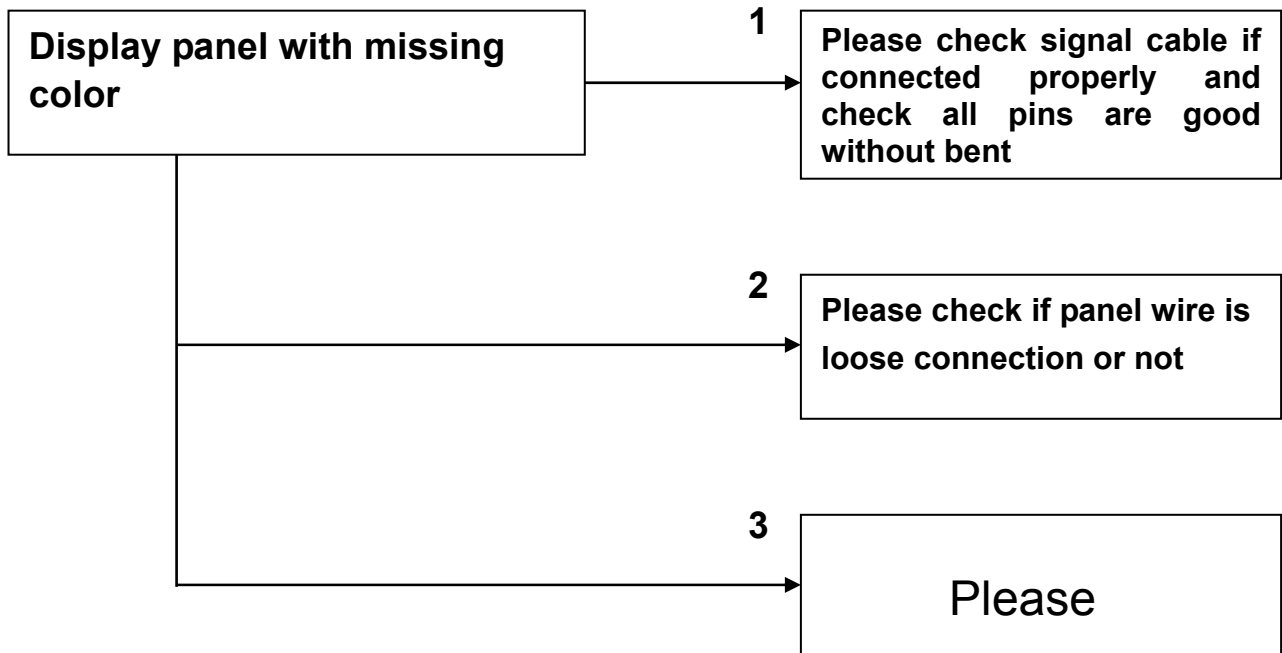 Display panel with missing
color
1
Please check signal cable if
connected properly and
check all pins are good
without bent
2
Please check if panel wire is
loose connection or not
3
Please